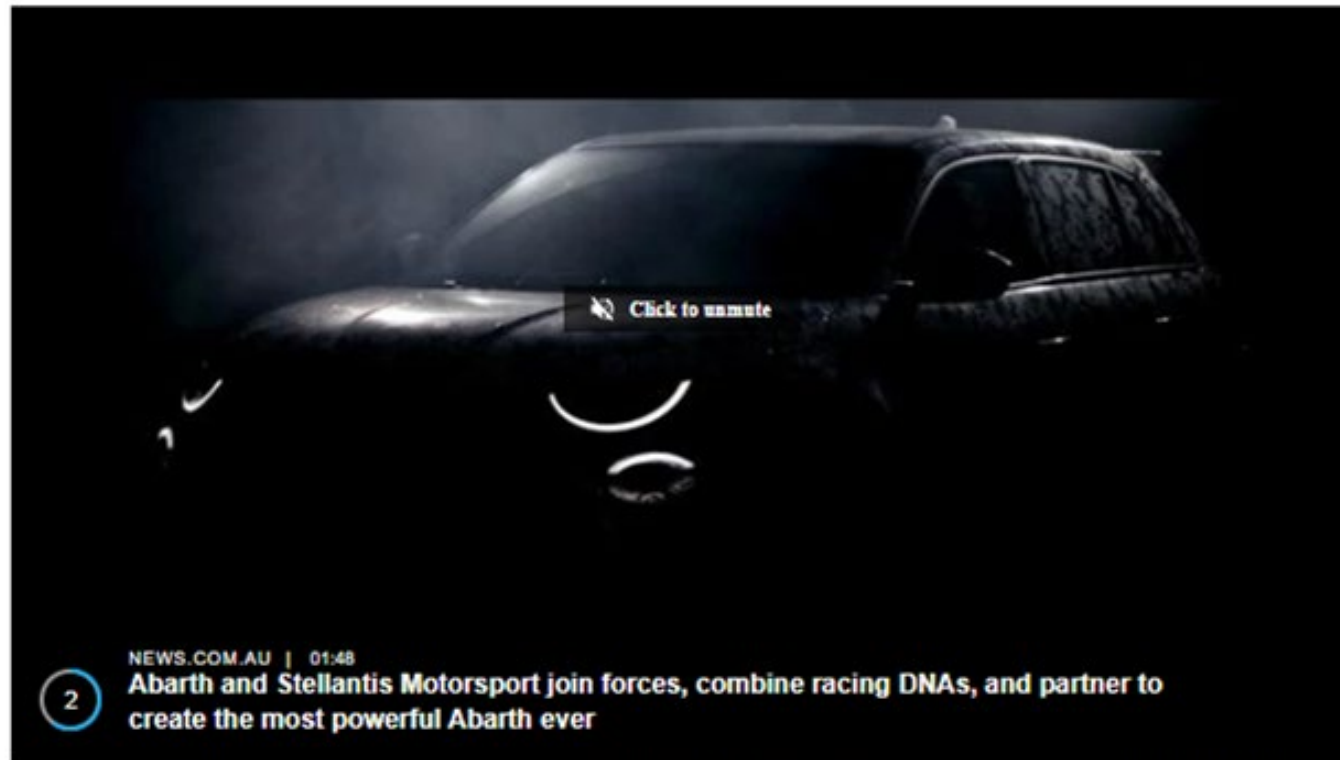 Click to unmute
NEWS.COM.AU | 01:48
2
Abarth and Stellantis Motorsport join forces, combine racing DNAs, and partner to
create the most powerful Abarth ever